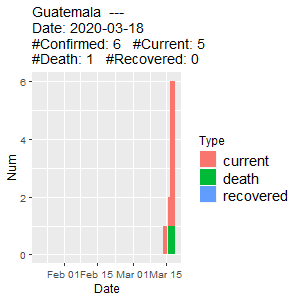 Guatemala  ---
Date: 2020-03-18
#Confirmed: 6   #Current: 5
#Death: 1   #Recovered: 0
6
4
2
0
Num
Feb 01 Feb 15 Mar 01 Mar 15
Date
Type
current
death
recovered